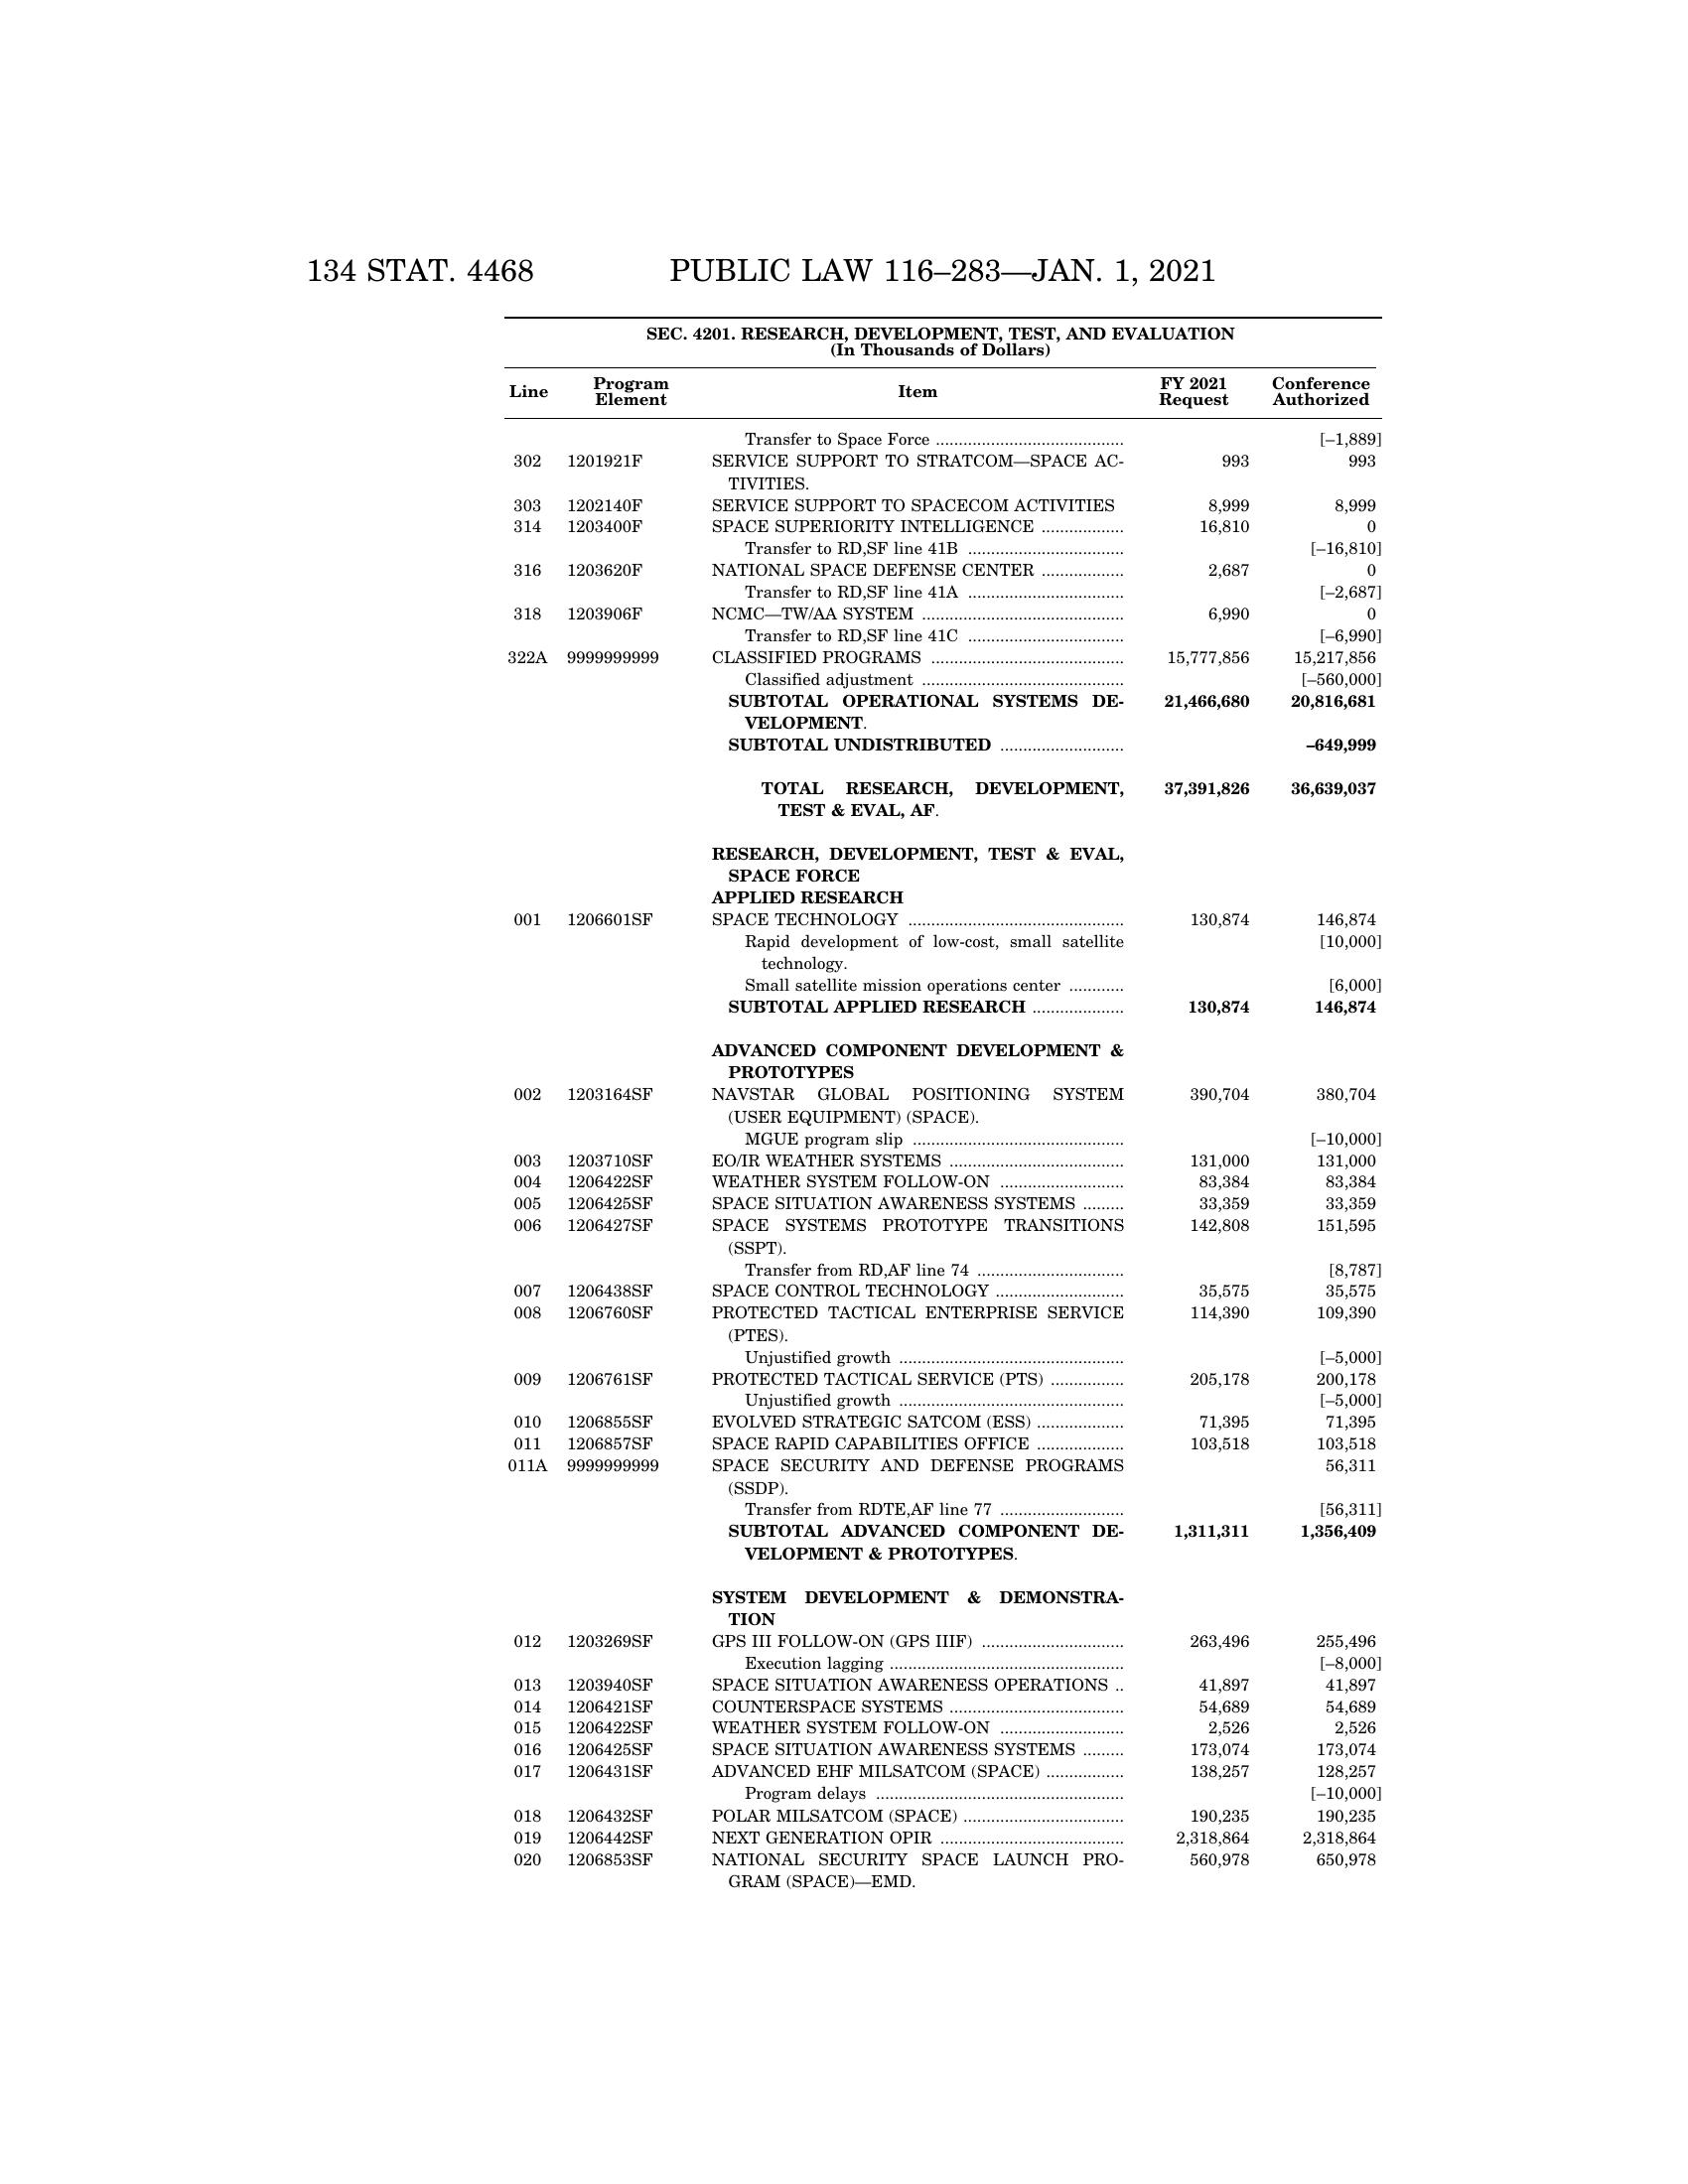 134 STAT. 4468 PUBLIC LAW 116–283—JAN. 1, 2021
SEC. 4201. RESEARCH, DEVELOPMENT, TEST, AND EVALUATION
(In Thousands of Dollars)
Line Program Element Item FY 2021 Request Conference Authorized
Transfer to Space Force ......................................... [–1,889]
302 1201921F SERVICE SUPPORT TO STRATCOM—SPACE AC- 993 993
TIVITIES.
303 1202140F SERVICE SUPPORT TO SPACECOM ACTIVITIES 8,999 8,999
314 1203400F SPACE SUPERIORITY INTELLIGENCE .................. 16,810 0
Transfer to RD,SF line 41B .................................. [–16,810]
316 1203620F NATIONAL SPACE DEFENSE CENTER .................. 2,687 0
Transfer to RD,SF line 41A .................................. [–2,687]
318 1203906F NCMC—TW/AA SYSTEM ............................................ 6,990 0
Transfer to RD,SF line 41C .................................. [–6,990]
322A 9999999999 CLASSIFIED PROGRAMS .......................................... 15,777,856 15,217,856
Classified adjustment ............................................ [–560,000]
SUBTOTAL OPERATIONAL SYSTEMS DE- 21,466,680 20,816,681
VELOPMENT.
SUBTOTAL UNDISTRIBUTED ........................... –649,999
TOTAL RESEARCH, DEVELOPMENT, 37,391,826 36,639,037
TEST & EVAL, AF.
RESEARCH, DEVELOPMENT, TEST & EVAL,
SPACE FORCE
APPLIED RESEARCH
001 1206601SF SPACE TECHNOLOGY ............................................... 130,874 146,874
Rapid development of low-cost, small satellite [10,000]
technology.
Small satellite mission operations center ............ [6,000]
SUBTOTAL APPLIED RESEARCH .................... 130,874 146,874
ADVANCED COMPONENT DEVELOPMENT &
PROTOTYPES
002 1203164SF NAVSTAR GLOBAL POSITIONING SYSTEM 390,704 380,704
(USER EQUIPMENT) (SPACE).
MGUE program slip .............................................. [–10,000]
003 1203710SF EO/IR WEATHER SYSTEMS ...................................... 131,000 131,000
004 1206422SF WEATHER SYSTEM FOLLOW-ON ........................... 83,384 83,384
005 1206425SF SPACE SITUATION AWARENESS SYSTEMS ......... 33,359 33,359
006 1206427SF SPACE SYSTEMS PROTOTYPE TRANSITIONS 142,808 151,595
(SSPT).
Transfer from RD,AF line 74 ................................ [8,787]
007 1206438SF SPACE CONTROL TECHNOLOGY ............................ 35,575 35,575
008 1206760SF PROTECTED TACTICAL ENTERPRISE SERVICE 114,390 109,390
(PTES).
Unjustified growth ................................................. [–5,000]
009 1206761SF PROTECTED TACTICAL SERVICE (PTS) ................ 205,178 200,178
Unjustified growth ................................................. [–5,000]
010 1206855SF EVOLVED STRATEGIC SATCOM (ESS) ................... 71,395 71,395
011 1206857SF SPACE RAPID CAPABILITIES OFFICE ................... 103,518 103,518
011A 9999999999 SPACE SECURITY AND DEFENSE PROGRAMS 56,311
(SSDP).
Transfer from RDTE,AF line 77 ........................... [56,311]
SUBTOTAL ADVANCED COMPONENT DE- 1,311,311 1,356,409
VELOPMENT & PROTOTYPES.
SYSTEM DEVELOPMENT & DEMONSTRA-
TION
012 1203269SF GPS III FOLLOW-ON (GPS IIIF) ............................... 263,496 255,496
Execution lagging ................................................... [–8,000]
013 1203940SF SPACE SITUATION AWARENESS OPERATIONS .. 41,897 41,897
014 1206421SF COUNTERSPACE SYSTEMS ...................................... 54,689 54,689
015 1206422SF WEATHER SYSTEM FOLLOW-ON ........................... 2,526 2,526
016 1206425SF SPACE SITUATION AWARENESS SYSTEMS ......... 173,074 173,074
017 1206431SF ADVANCED EHF MILSATCOM (SPACE) ................. 138,257 128,257
Program delays ...................................................... [–10,000]
018 1206432SF POLAR MILSATCOM (SPACE) ................................... 190,235 190,235
019 1206442SF NEXT GENERATION OPIR ........................................ 2,318,864 2,318,864
020 1206853SF NATIONAL SECURITY SPACE LAUNCH PRO- 560,978 650,978
GRAM (SPACE)—EMD.